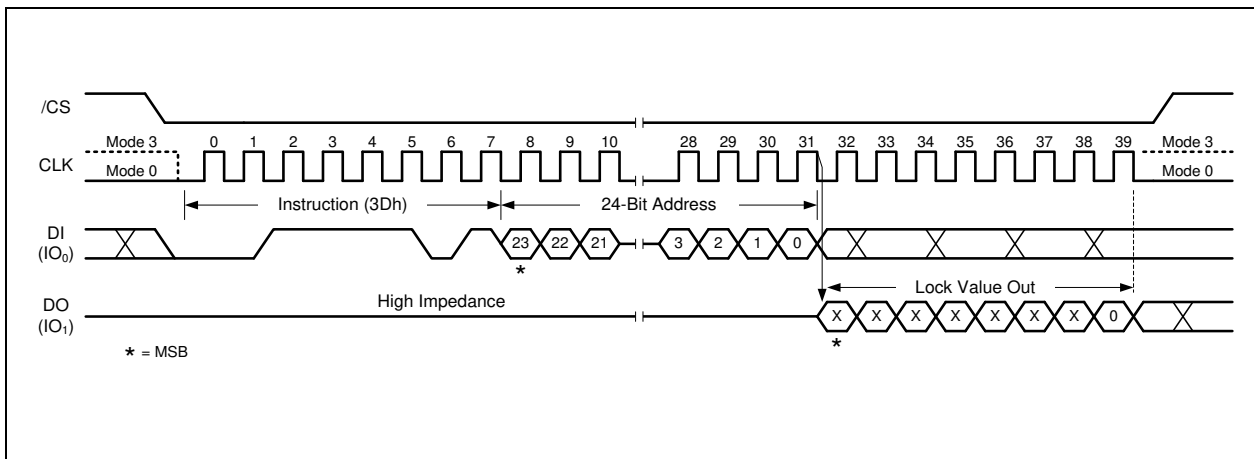 /CS
Mode 3 0 1 2 3 4 5 6 7 8 9 10 28 29 30 31 32 33 34 35 36 37 38 39 Mode 3
CLK
Mode 0 Mode 0
Instruction (3Dh) 24-Bit Address
DI
(IO₀)
23 22 21 3 2 1 0
*
High Impedance Lock Value Out
DO
(IO₁)
X X X X X X X 0
*
* = MSB